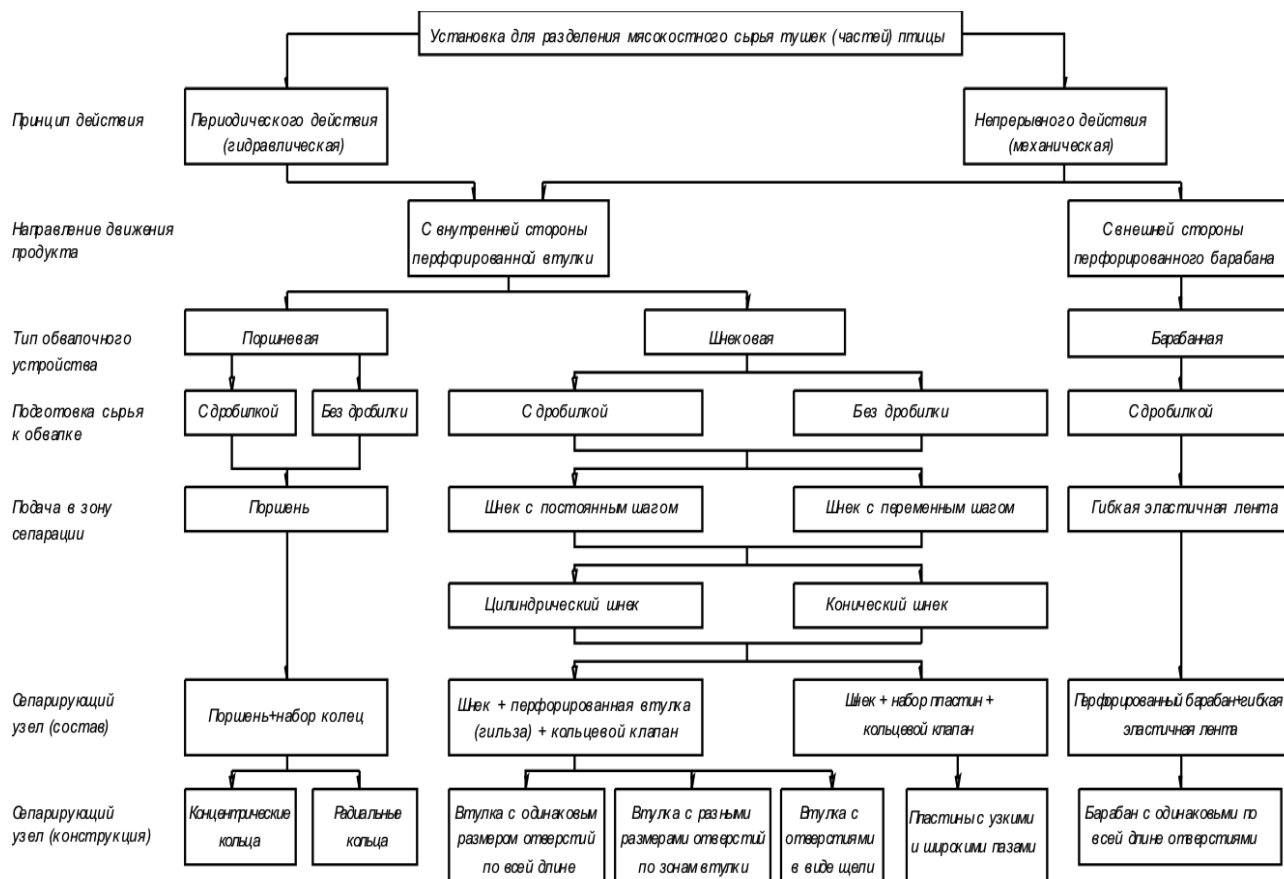 Установка для разделения мясокостного сырья тушек (частей) птицы
Принцип действия
Периодического действия
(гидравлическая)
Непрерывного действия
(механическая)
Направление движения
продукта
С внутренней стороны
перфорированной втулки
С внешней стороны
перфорированного барабана
Тип обвалочного
устройства
Поршневая
Шнековая
Барабанная
Подготовка сырья
к обвалке
С дробилкой
Без дробилки
С дробилкой
Без дробилки
С дробилкой
Подача в зону
сепарации
Поршень
Шнек с постоянным шагом
Шнек с переменным шагом
Гибкая эластичная лента
Цилиндрический шнек
Конический шнек
Сепарирующий
узел (состав)
Поршень+набор колец
Шнек + перфорированная втулка
(гильза) + кольцевой клапан
Шнек + набор пластин +
кольцевой клапан
Перфорированный барабан+гибкая
эластичная лента
Сепарирующий
узел (конструкция)
Концентрические
кольца
Радиальные
кольца
Втулка с одинаковым
размером отверстий
по всей длине
Втулка с разными
размерами отверстий
по зонам втулки
Втулка с
отверстиями
в виде щели
Пластины с узкими
и широкими пазами
Барабан с одинаковыми по
всей длине отверстиями